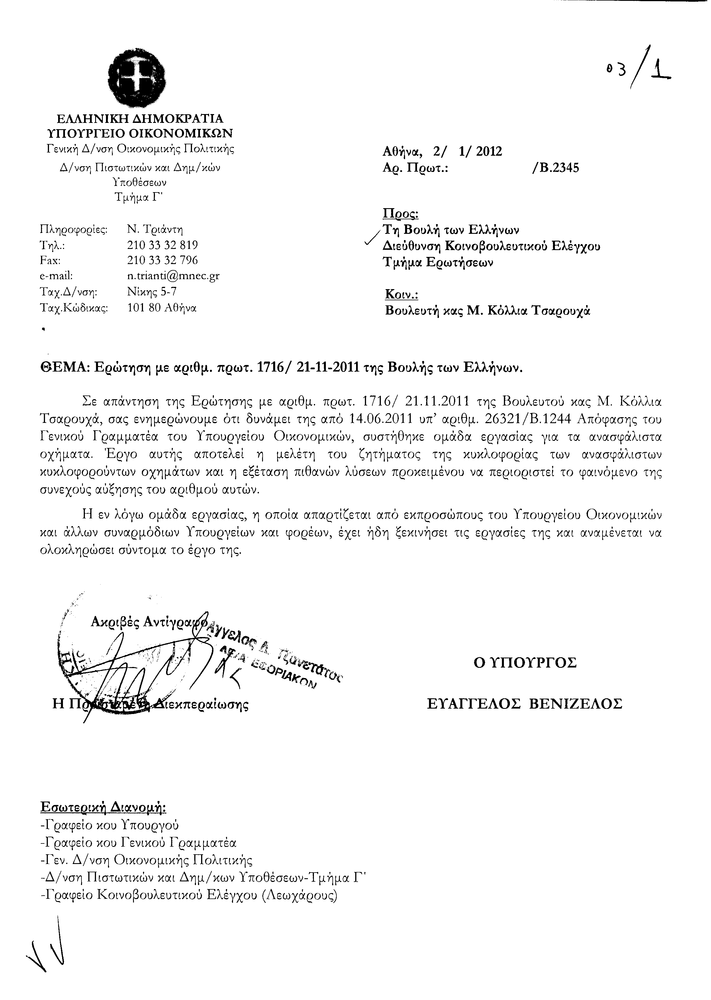 03/1
ΕΛΛΗΝΙΚΗ ΔΗΜΟΚΡΑΤΙΑ
ΥΠΟΥΡΓΕΙΟ ΟΙΚΟΝΟΜΙΚΩΝ
Γενική Δ/νση Οικονομικής Πολιτικής
Δ/νση Πιστωτικών και Δημ/κών
Υποθέσεων
Τμήμα Γ'
Αθήνα, 2/ 1/ 2012
Αρ. Πρωτ.: /Β.2345
Πληροφορίες: Ν. Τριάντη
Τηλ.: 210 33 32 819
Fax: 210 33 32 796
e-mail: n.trianti@mnec.gr
Ταχ.Δ/νση: Νίκης 5-7
Ταχ.Κώδικας: 101 80 Αθήνα
Προς:
Τη Βουλή των Ελλήνων
Διεύθυνση Κοινοβουλευτικού Ελέγχου
Τμήμα Ερωτήσεων
Κοιν.:
Βουλευτή κας Μ. Κόλλια Τσαρουχά
ΘΕΜΑ: Ερώτηση με αριθμ. πρωτ. 1716/ 21-11-2011 της Βουλής των Ελλήνων.
Σε απάντηση της Ερώτησης με αριθμ. πρωτ. 1716/ 21.11.2011 της Βουλευτού κας Μ. Κόλλια
Τσαρουχά, σας ενημερώνουμε ότι δυνάμει της από 14.06.2011 υπ’ αριθμ. 26321/Β.1244 Απόφασης του
Γενικού Γραμματέα του Υπουργείου Οικονομικών, συστήθηκε ομάδα εργασίας για τα ανασφάλιστα
οχήματα. Έργο αυτής αποτελεί η μελέτη του ζητήματος της κυκλοφορίας των ανασφάλιστων
κυκλοφορούντων οχημάτων και η εξέταση πιθανών λύσεων προκειμένου να περιοριστεί το φαινόμενο της
συνεχούς αύξησης του αριθμού αυτών.
Η εν λόγω ομάδα εργασίας, η οποία απαρτίζεται από εκπροσώπους του Υπουργείου Οικονομικών
και άλλων συναρμόδιων Υπουργείων και φορέων, έχει ήδη ξεκινήσει τις εργασίες της και αναμένεται να
ολοκληρώσει σύντομα το έργο της.
Ακριβές Αντίγραφο
Άγγελος Δ. Τζανετάτος
ΔΕ/Α ΕΦΟΡΙΑΚΩΝ
Η Προϊσταμένη Διεκπεραίωσης
Ο ΥΠΟΥΡΓΟΣ
ΕΥΑΓΓΕΛΟΣ ΒΕΝΙΖΕΛΟΣ
Εσωτερική Διανομή:
-Γραφείο κου Υπουργού
-Γραφείο κου Γενικού Γραμματέα
-Γεν. Δ/νση Οικονομικής Πολιτικής
-Δ/νση Πιστωτικών και Δημ/κων Υποθέσεων-Τμήμα Γ'
-Γραφείο Κοινοβουλευτικού Ελέγχου (Λεωχάρους)